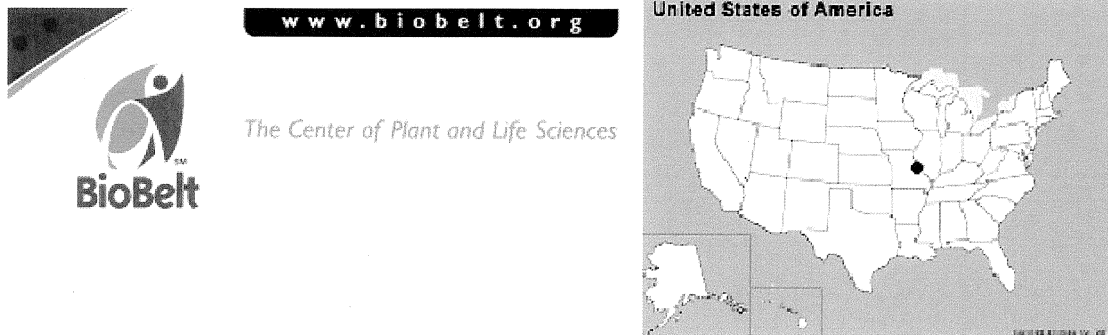 www.biobelt.org
The Center of Plant and Life Sciences
SM
BioBelt
United States of America